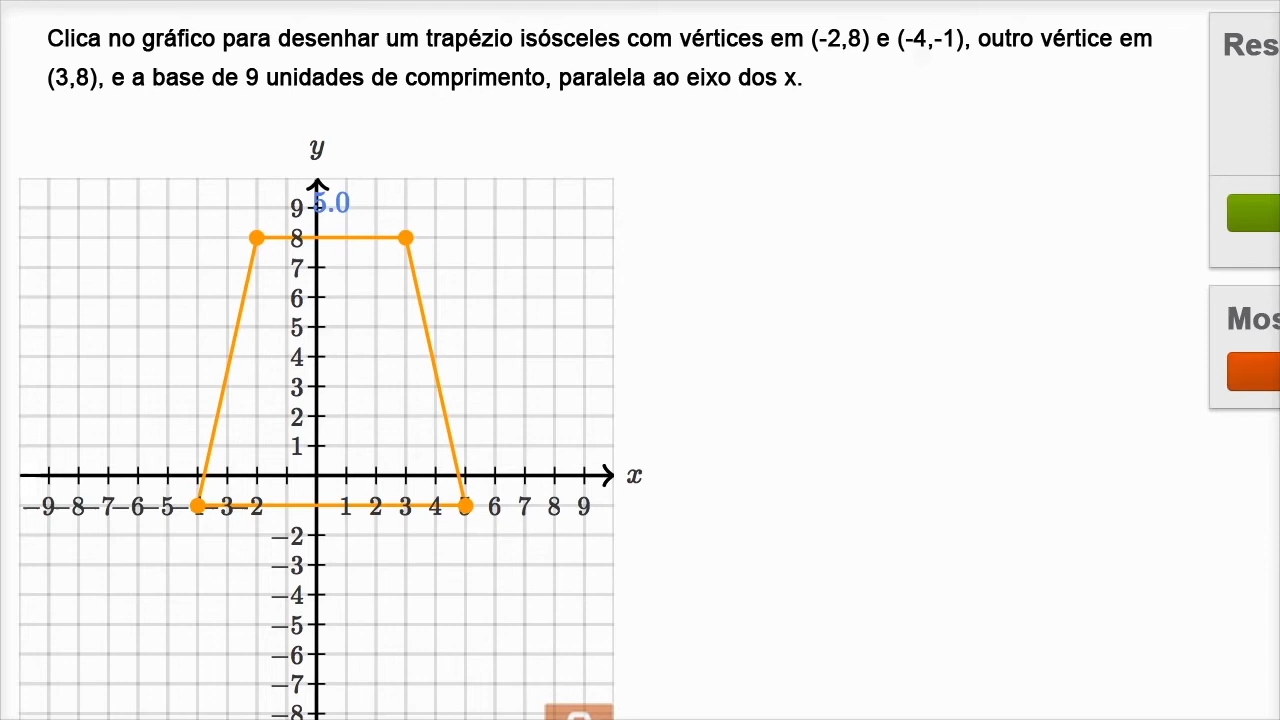 Clica no gráfico para desenhar um trapézio isósceles com vértices em (-2,8) e (-4,-1), outro vértice em
(3,8), e a base de 9 unidades de comprimento, paralela ao eixo dos x.
Res
Mos
y
5.0
9
8
7
6
5
4
3
2
1
x
−9 −8 −7 −6 −5 −3 −2 1 2 3 4 5 6 7 8 9
−2
−3
−4
−5
−6
−7
−8